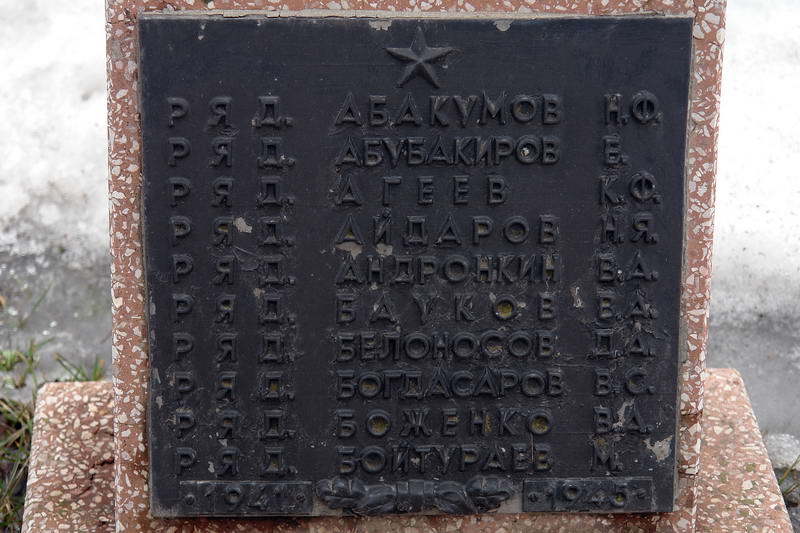 РЯД. АБАКУМОВ Н.Ф.
РЯД. АБУБАКИРОВ Б.
РЯД. АГЕЕВ К.Ф.
РЯД. АЙДАРОВ Н.Я.
РЯД. АНДРОНКИН В.А.
РЯД. БАУКОВ В.А.
РЯД. БЕЛОНОСОВ Д.А.
РЯД. БОГДАСАРОВ В.С.
РЯД. БОЖЕНКО В.А.
РЯД. БОЙТУРАЕВ М.
1941 1945